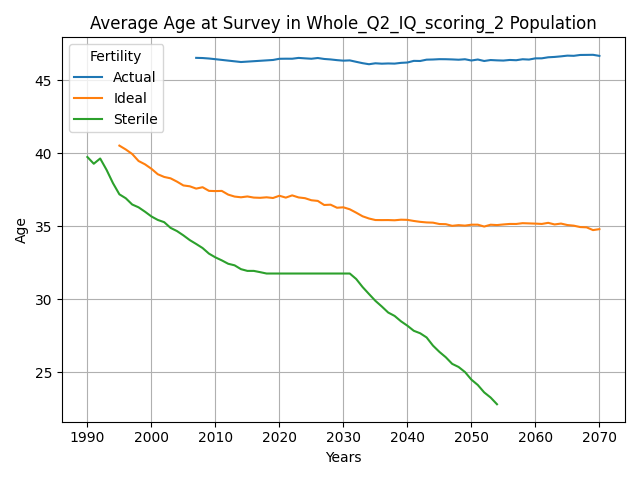 Average Age at Survey in Whole_Q2_IQ_scoring_2 Population
Fertility
Actual
Ideal
Sterile
Age
45
40
35
30
25
1990 2000 2010 2020 2030 2040 2050 2060 2070
Years